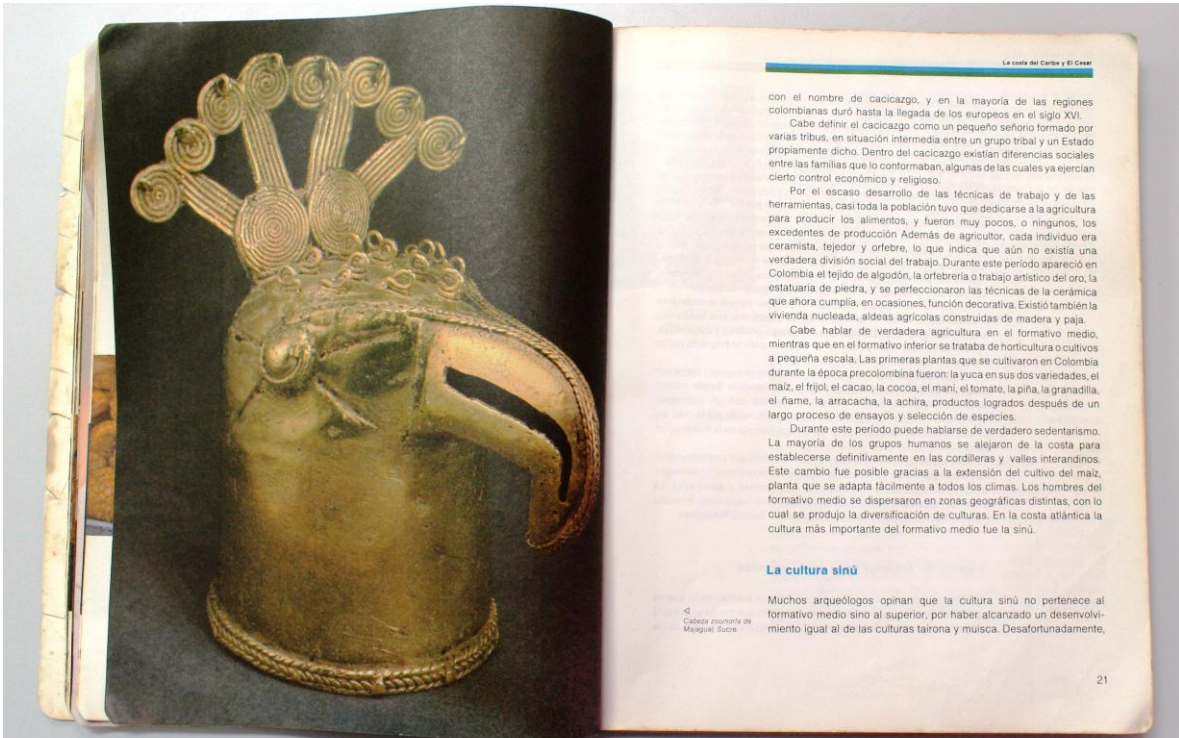 La costa del Caribe y El Cesar
con el nombre de cacicazgo, y en la mayoría de las regiones
colombianas duró hasta la llegada de los europeos en el siglo XVI.
Cabe definir el cacicazgo como un pequeño señorío formado por
varias tribus, en situación intermedia entre un grupo tribal y un Estado
propiamente dicho. Dentro del cacicazgo existían diferencias sociales
entre las familias que lo conformaban, algunas de las cuales ya ejercían
cierto control económico y religioso.
Por el escaso desarrollo de las técnicas de trabajo y de las
herramientas, casi toda la población tuvo que dedicarse a la agricultura
para producir los alimentos, y fueron muy pocos, o ningunos, los
excedentes de producción Además de agricultor, cada individuo era
ceramista, tejedor y orfebre, lo que indica que aún no existía una
verdadera división social del trabajo. Durante este período apareció en
Colombia el tejido de algodón, la orfebrería o trabajo artístico del oro, la
estatuaria de piedra, y se perfeccionaron las técnicas de la cerámica
que ahora cumplía, en ocasiones, función decorativa. Existió también la
vivienda nucleada, aldeas agrícolas construidas de madera y paja.
Cabe hablar de verdadera agricultura en el formativo medio,
mientras que en el formativo inferior se trataba de horticultura o cultivos
a pequeña escala. Las primeras plantas que se cultivaron en Colombia
durante la época precolombina fueron: la yuca en sus dos variedades, el
maíz, el frijol, el cacao, la cocoa, el maní, el tomate, la piña, la granadilla,
el ñame, la arracacha, la achira, productos logrados después de un
largo proceso de ensayos y selección de especies.
Durante este período puede hablarse de verdadero sedentarismo.
La mayoría de los grupos humanos se alejaron de la costa para
establecerse definitivamente en las cordilleras y valles interandinos.
Este cambio fue posible gracias a la extensión del cultivo del maíz,
planta que se adapta fácilmente a todos los climas. Los hombres del
formativo medio se dispersaron en zonas geográficas distintas, con lo
cual se produjo la diversificación de culturas. En la costa atlántica la
cultura más importante del formativo medio fue la sinú.
La cultura sinú
Muchos arqueólogos opinan que la cultura sinú no pertenece al
formativo medio sino al superior, por haber alcanzado un desenvolvi-
miento igual al de las culturas tairona y muisca. Desafortunadamente,
Cabeza zoomorfa de
Majagual, Sucre.
21